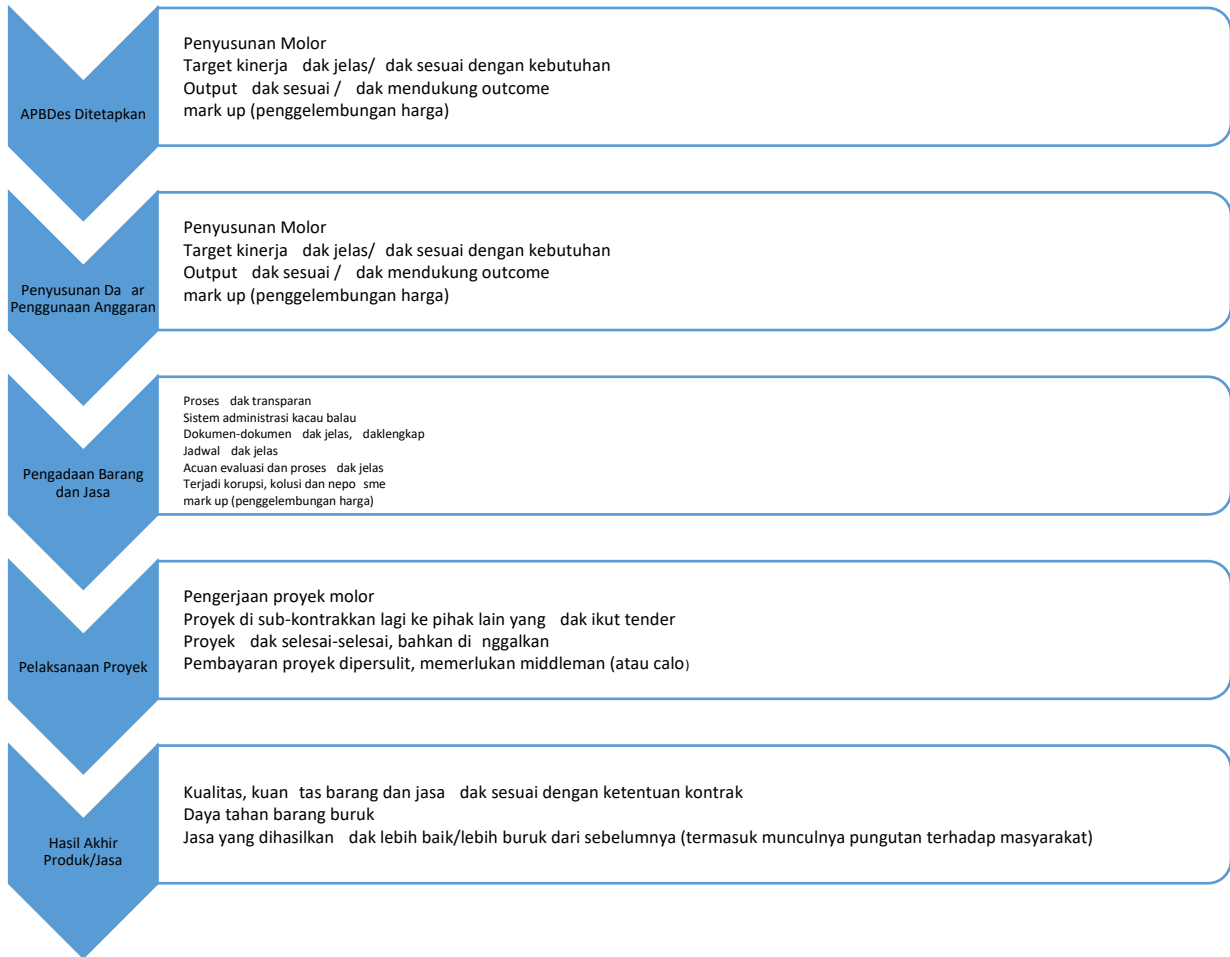 APBDes Ditetapkan
Penyusunan Molor
Target kinerja dak jelas/ dak sesuai dengan kebutuhan
Output dak sesuai / dak mendukung outcome
mark up (penggelembungan harga)
Penyusunan Da ar
Penggunaan Anggaran
Penyusunan Molor
Target kinerja dak jelas/ dak sesuai dengan kebutuhan
Output dak sesuai / dak mendukung outcome
mark up (penggelembungan harga)
Pengadaan Barang
dan Jasa
Proses dak transparan
Sistem administrasi kacau balau
Dokumen-dokumen dak jelas, daklengkap
Jadwal dak jelas
Acuan evaluasi dan proses dak jelas
Terjadi korupsi, kolusi dan nepo sme
mark up (penggelembungan harga)
Pelaksanaan Proyek
Pengerjaan proyek molor
Proyek di sub-kontrakkan lagi ke pihak lain yang dak ikut tender
Proyek dak selesai-selesai, bahkan di nggalkan
Pembayaran proyek dipersulit, memerlukan middleman (atau calo)
Hasil Akhir
Produk/Jasa
Kualitas, kuan tas barang dan jasa dak sesuai dengan ketentuan kontrak
Daya tahan barang buruk
Jasa yang dihasilkan dak lebih baik/lebih buruk dari sebelumnya (termasuk munculnya pungutan terhadap masyarakat)